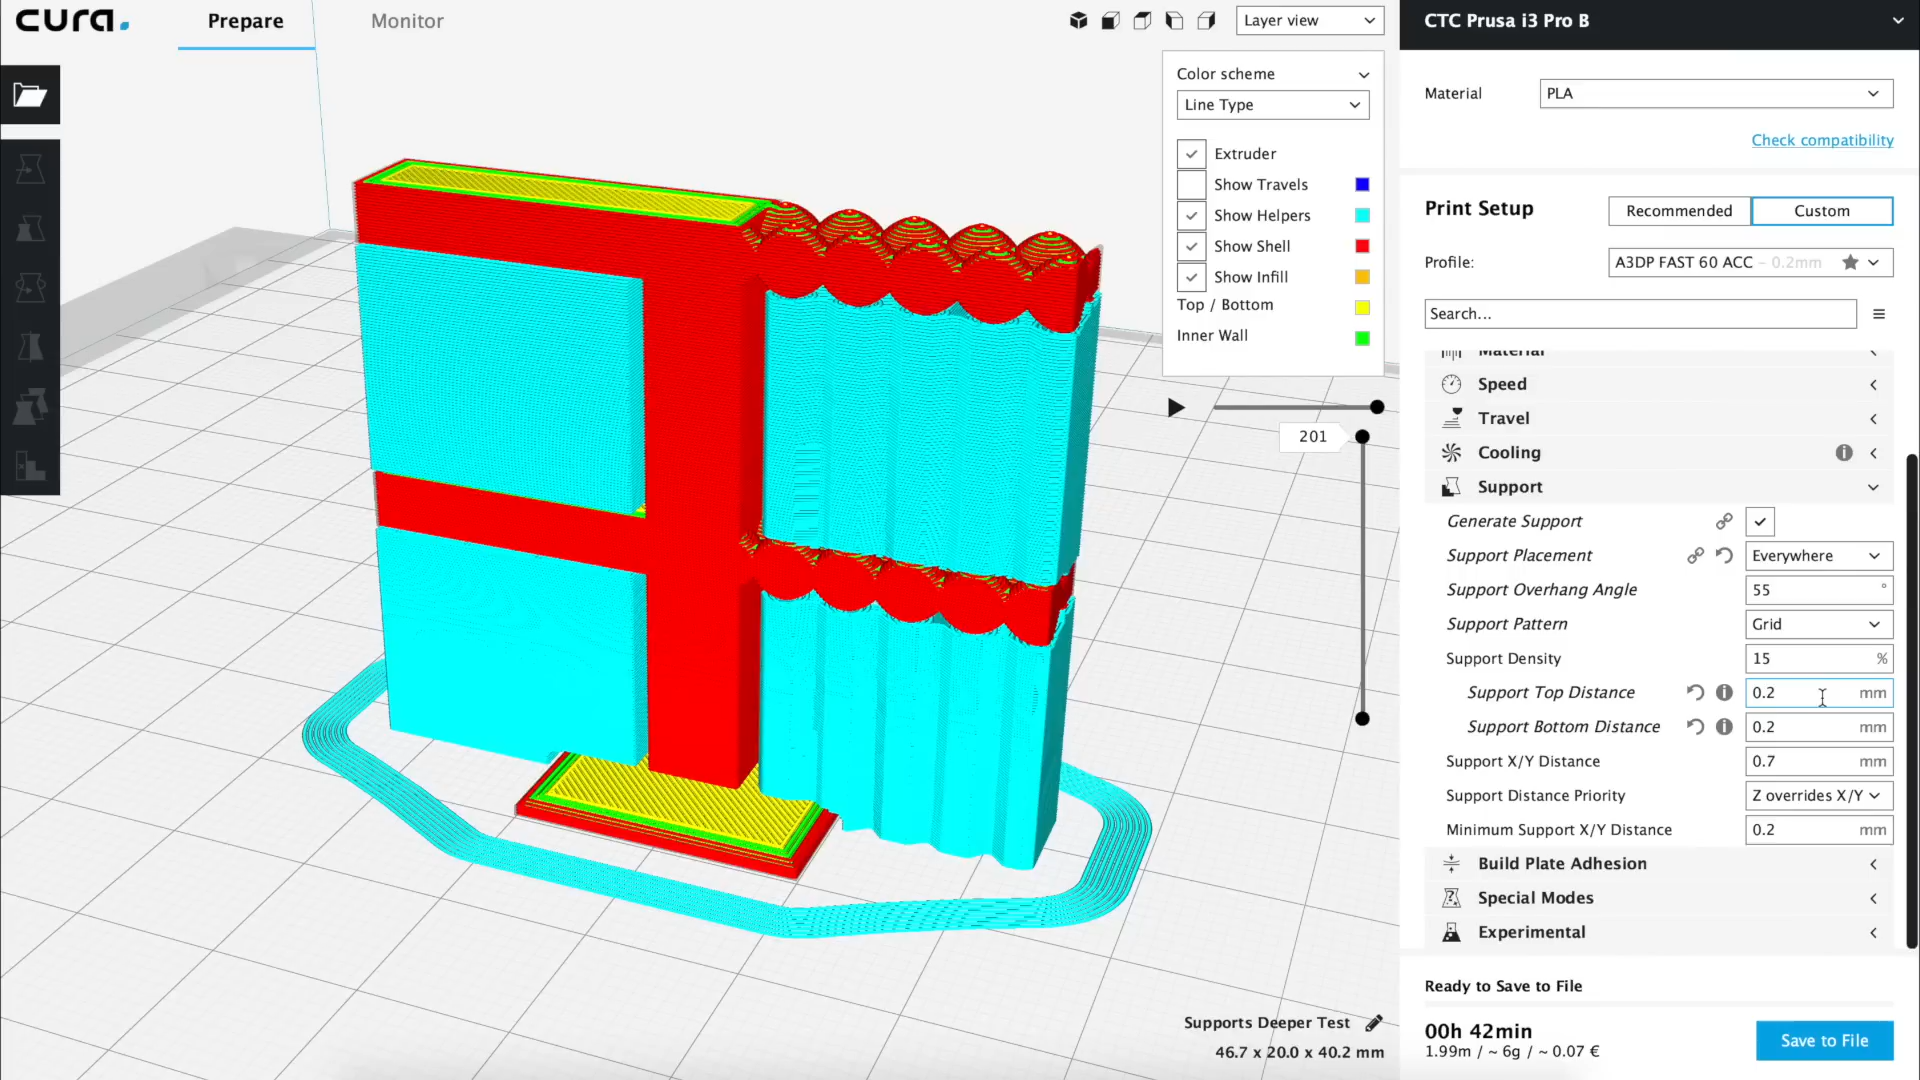 cura.
Prepare
Monitor
Layer view
Color scheme
Line Type
Extruder
Show Travels
Show Helpers
Show Shell
Show Infill
Top / Bottom
Inner Wall
201
Supports Deeper Test
46.7 x 20.0 x 40.2 mm
CTC Prusa i3 Pro B
Material PLA
Check compatibility
Print Setup Recommended Custom
Profile: A3DP FAST 60 ACC - 0.2mm
Search...
Material
Speed
Travel
Cooling
Support
Generate Support
Support Placement Everywhere
Support Overhang Angle 55 °
Support Pattern Grid
Support Density 15 %
Support Top Distance 0.2 mm
Support Bottom Distance 0.2 mm
Support X/Y Distance 0.7 mm
Support Distance Priority Z overrides X/Y
Minimum Support X/Y Distance 0.2 mm
Build Plate Adhesion
Special Modes
Experimental
Ready to Save to File
00h 42min
1.99m / ~ 6g / ~ 0.07 €
Save to File